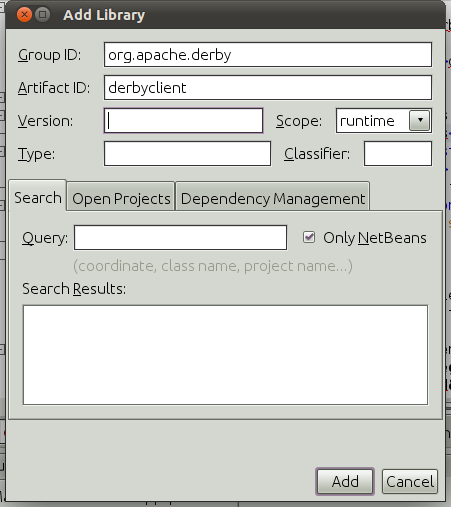 Add Library
Group ID: org.apache.derby
Artifact ID: derbyclient
Version: Scope: runtime
Type: Classifier:
Search Open Projects Dependency Management
Query: Only NetBeans
(coordinate, class name, project name...)
Search Results:
Add Cancel